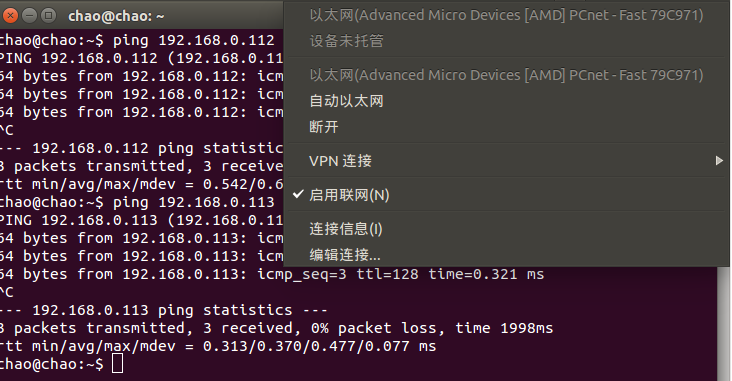 chao@chao: ~
chao@chao:~$ ping 192.168.0.112
PING 192.168.0.112 (192.168.0.11
64 bytes from 192.168.0.112: icm
64 bytes from 192.168.0.112: icm
64 bytes from 192.168.0.112: icm
^C
--- 192.168.0.112 ping statistic
3 packets transmitted, 3 received
rtt min/avg/max/mdev = 0.542/0.6
chao@chao:~$ ping 192.168.0.113
PING 192.168.0.113 (192.168.0.11
64 bytes from 192.168.0.113: icm
64 bytes from 192.168.0.113: icm
64 bytes from 192.168.0.113: icmp_seq=3 ttl=128 time=0.321 ms
^C
--- 192.168.0.113 ping statistics ---
3 packets transmitted, 3 received, 0% packet loss, time 1998ms
rtt min/avg/max/mdev = 0.313/0.370/0.477/0.077 ms
chao@chao:~$
以太网(Advanced Micro Devices [AMD] PCnet - Fast 79C971)
设备未托管
以太网(Advanced Micro Devices [AMD] PCnet - Fast 79C971)
自动以太网
断开
VPN 连接
启用联网(N)
连接信息(I)
编辑连接...